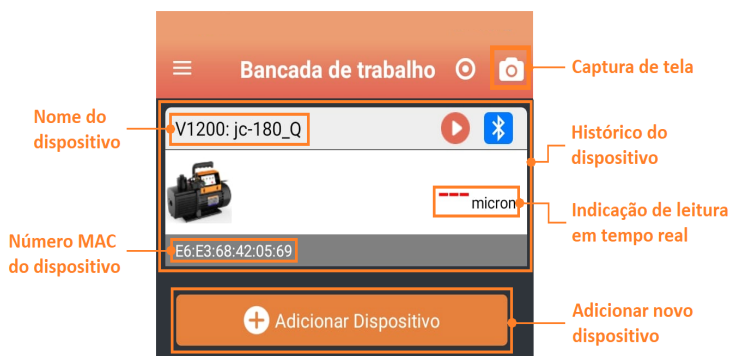 Bancada de trabalho
Captura de tela
Nome do
dispositivo
V1200: jc-180_Q
Histórico do
dispositivo
--- micron
Indicação de leitura
em tempo real
Número MAC
do dispositivo
E6:E3:68:42:05:69
Adicionar Dispositivo
Adicionar novo
dispositivo